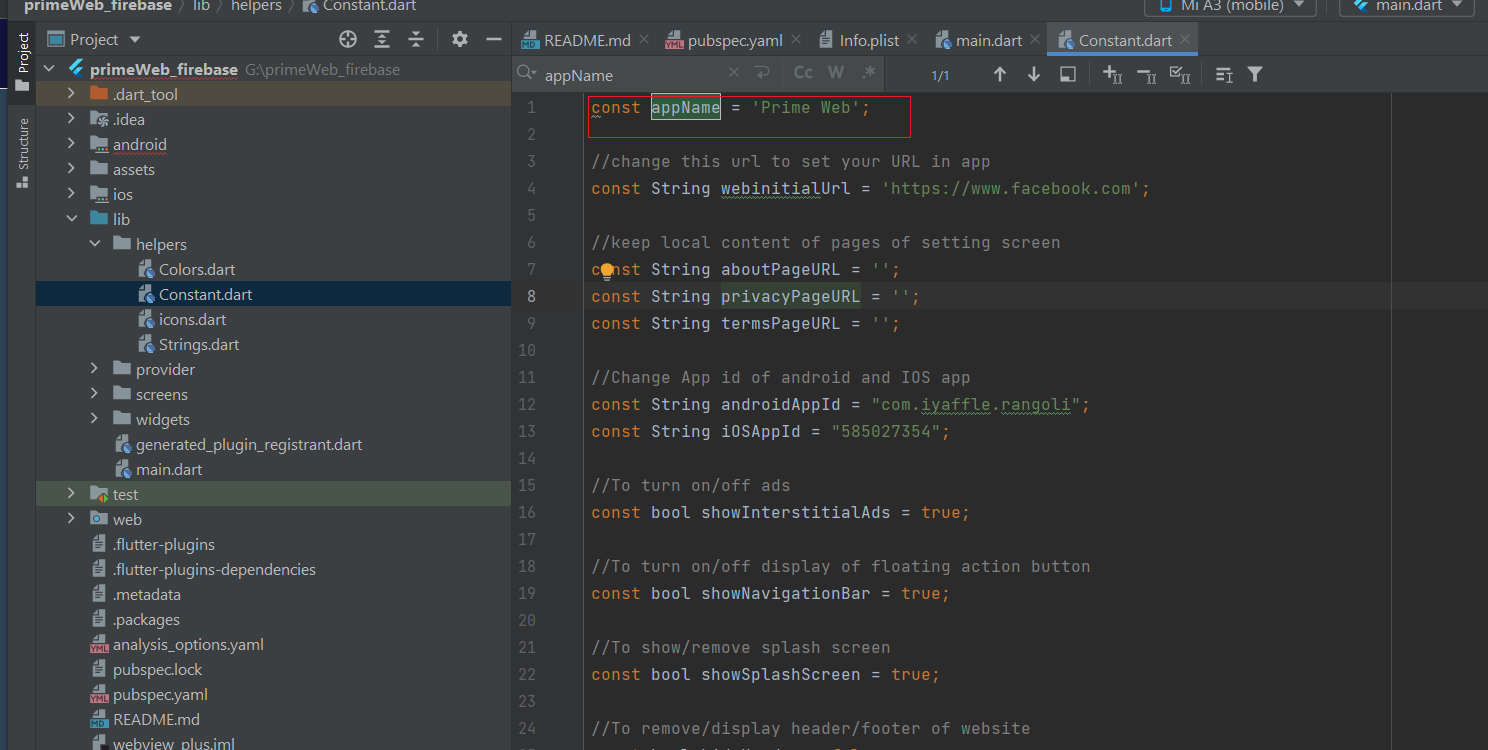 primeWeb_firebase lib helpers Constant.dart
Mi A3 (mobile) main.dart
Project
README.md pubspec.yaml Info.plist main.dart Constant.dart
Project
Structure
primeWeb_firebase G:\primeWeb_firebase
.dart_tool
.idea
android
assets
ios
lib
helpers
Colors.dart
Constant.dart
icons.dart
Strings.dart
provider
screens
widgets
generated_plugin_registrant.dart
main.dart
test
web
.flutter-plugins
.flutter-plugins-dependencies
.metadata
.packages
analysis_options.yaml
pubspec.lock
pubspec.yaml
README.md
webview_plus.iml
appName Cc W .* 1/1
1 const appName = 'Prime Web';
2
3 //change this url to set your URL in app
4 const String webinitialUrl = 'https://www.facebook.com';
5
6 //keep local content of pages of setting screen
7 const String aboutPageURL = '';
8 const String privacyPageURL = '';
9 const String termsPageURL = '';
10
11 //Change App id of android and IOS app
12 const String androidAppId = "com.iyaffle.rangoli";
13 const String iOSAppId = "585027354";
14
15 //To turn on/off ads
16 const bool showInterstitialAds = true;
17
18 //To turn on/off display of floating action button
19 const bool showNavigationBar = true;
20
21 //To show/remove splash screen
22 const bool showSplashScreen = true;
23
24 //To remove/display header/footer of website